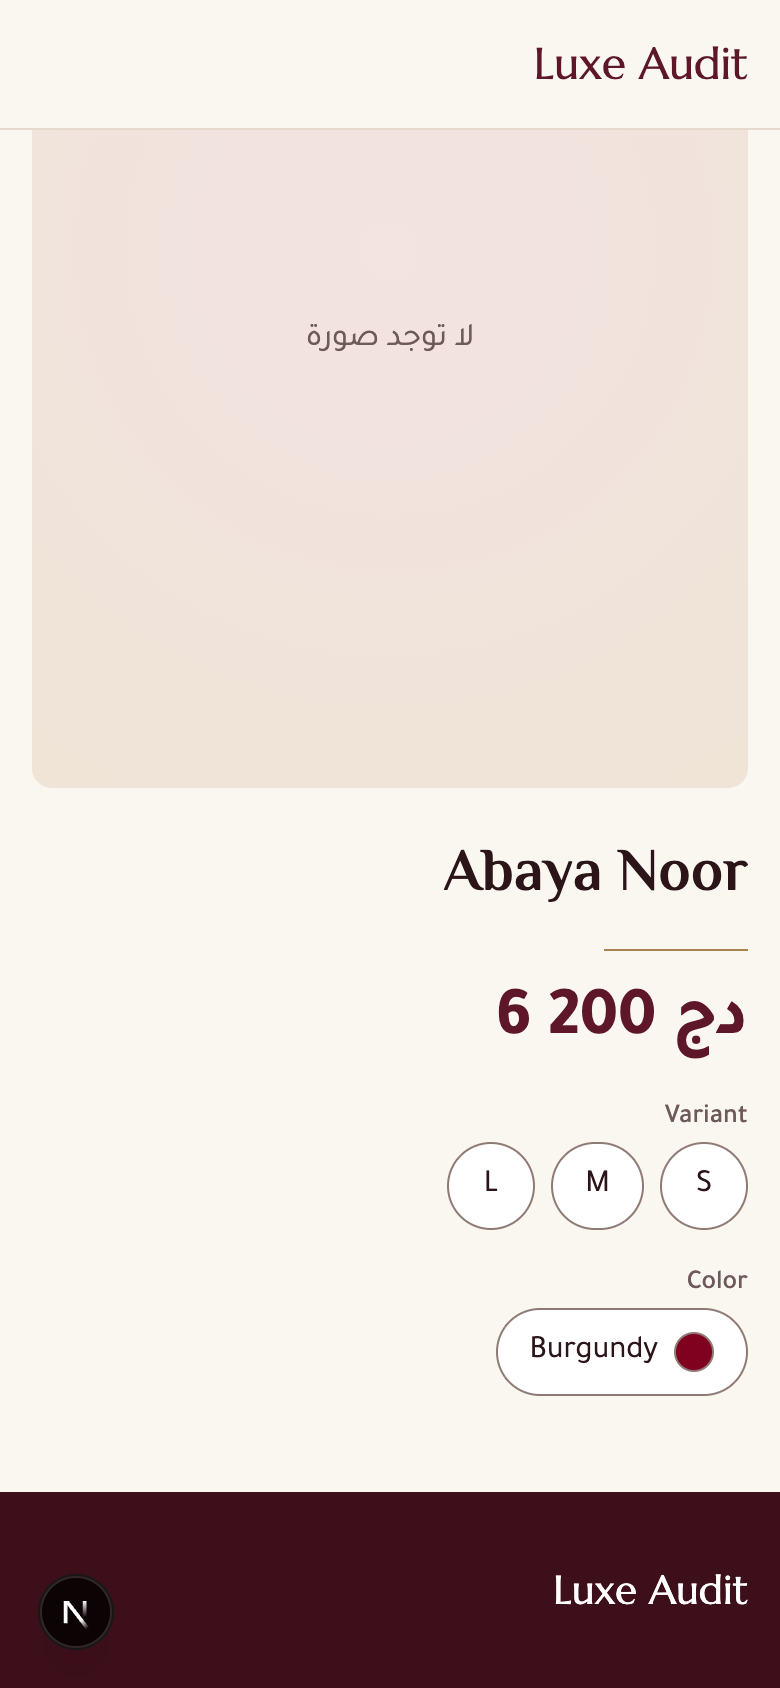 Luxe Audit
لا توجد صورة
Abaya Noor
6 200 دج
Variant
S M L
Color
Burgundy
Luxe Audit
N